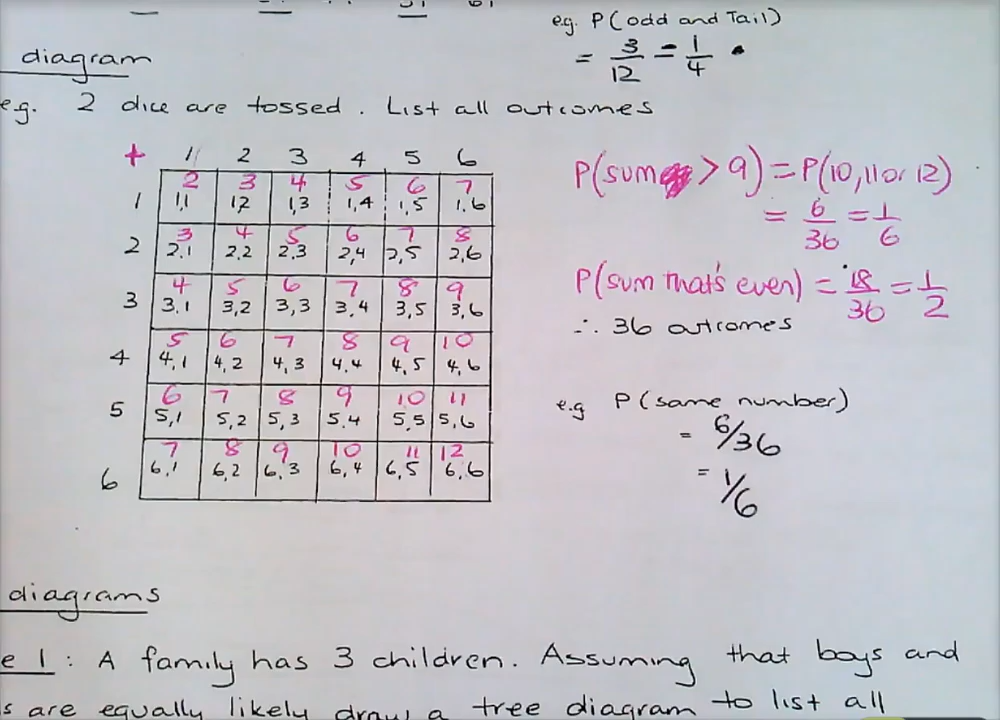 e.g. P(odd and Tail)
= 3/12 = 1/4
diagram
e.g. 2 dice are tossed. List all outcomes
+ 1 2 3 4 5 6
2 3 4 5 6 7
1 1,1 1,2 1,3 1,4 1,5 1,6
3 4 5 6 7 8
2 2,1 2,2 2,3 2,4 2,5 2,6
4 5 6 7 8 9
3 3,1 3,2 3,3 3,4 3,5 3,6
5 6 7 8 9 10
4 4,1 4,2 4,3 4,4 4,5 4,6
6 7 8 9 10 11
5 5,1 5,2 5,3 5,4 5,5 5,6
7 8 9 10 11 12
6 6,1 6,2 6,3 6,4 6,5 6,6
P(sum > 9) = P(10, 11 or 12)
= 6/36 = 1/6
P(sum that's even) = 18/36 = 1/2
∴ 36 outcomes
e.g P(same number)
= 6/36
= 1/6
diagrams
e 1 : A family has 3 children. Assuming that boys and
s are equally likely draw a tree diagram to list all